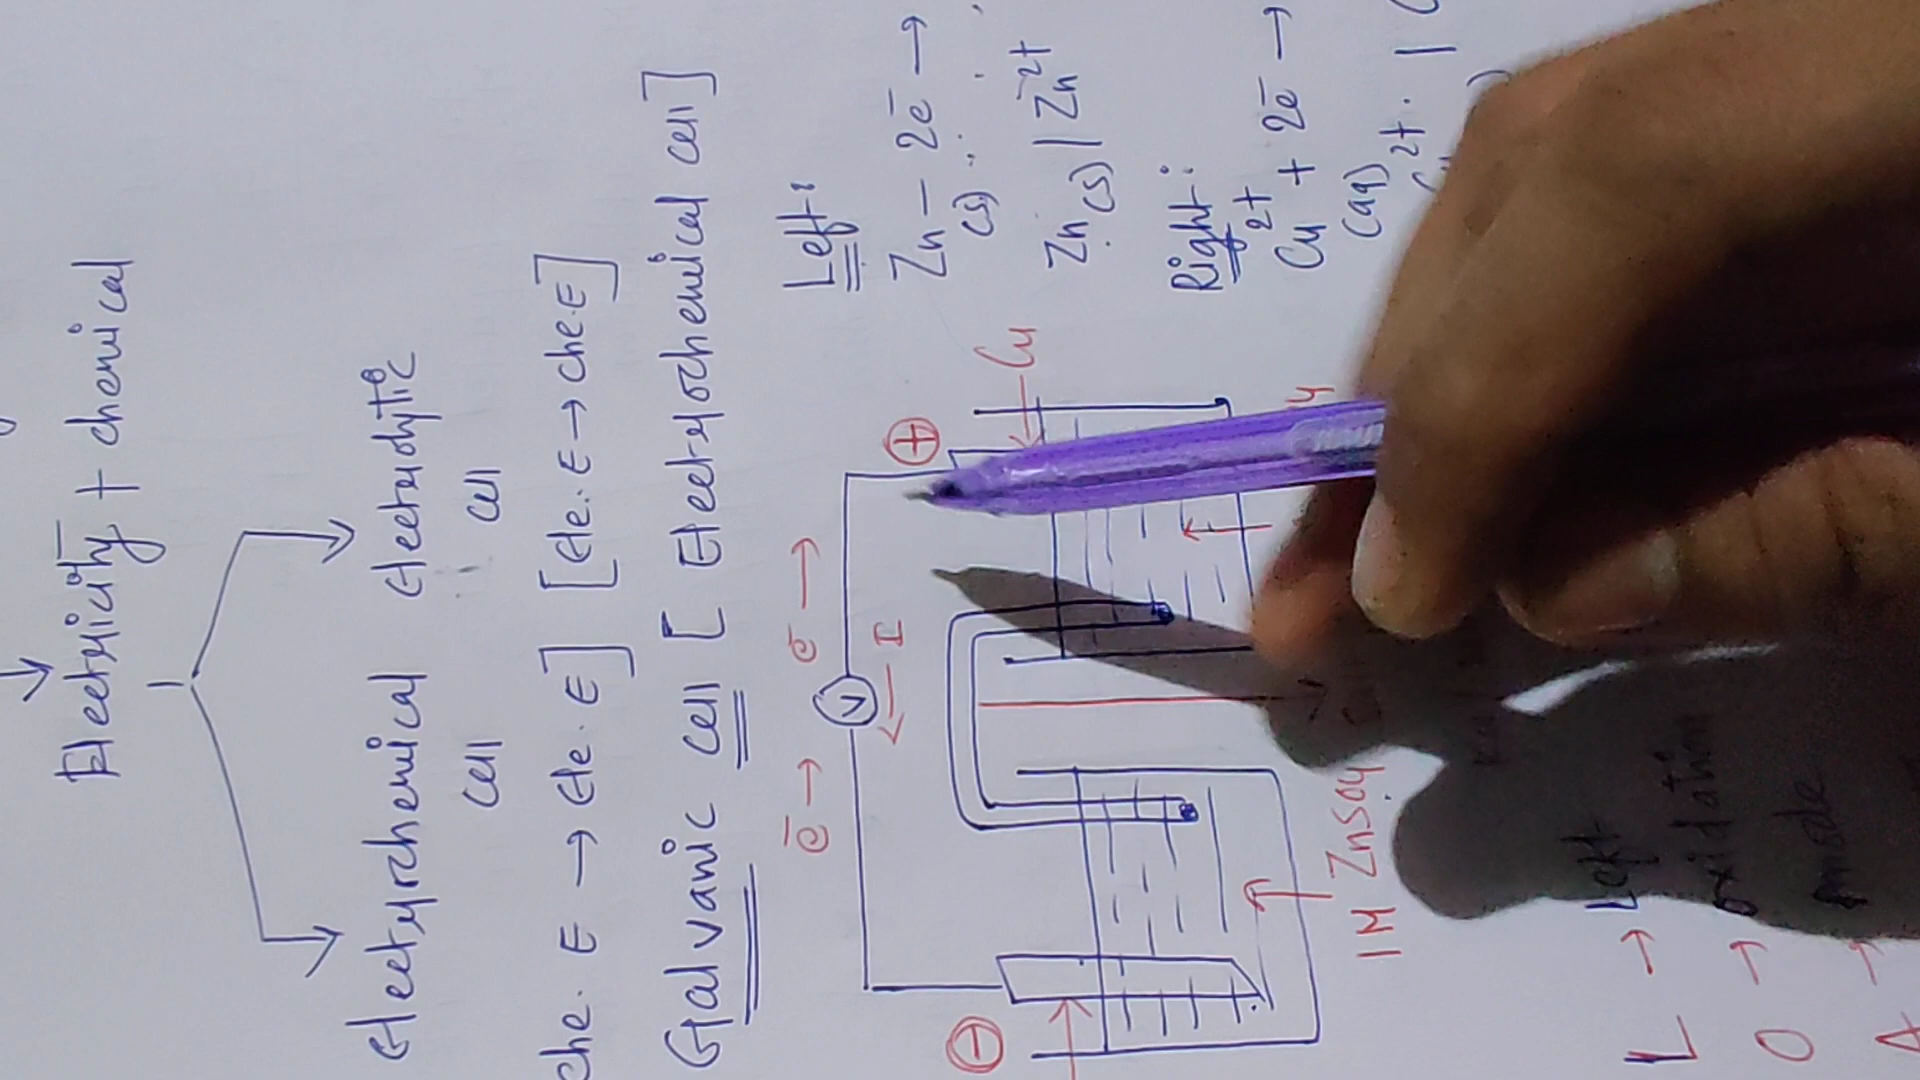 Electricity + chemical
Electrochemical cell
Electrolytic cell
che. E → Ele. E]
[Ele. E → che. E]
Galvanic cell [Electrochemical cell]
e⁻ →
e⁻ →
V
← I
⊕
⊖
Cu
1M ZnSO4
Left:
Zn - 2e⁻ →
(s)
Zn(s) | Zn²⁺
Right:
Cu²⁺ + 2e⁻ →
(aq)
L → Left
O → oxidation
A →